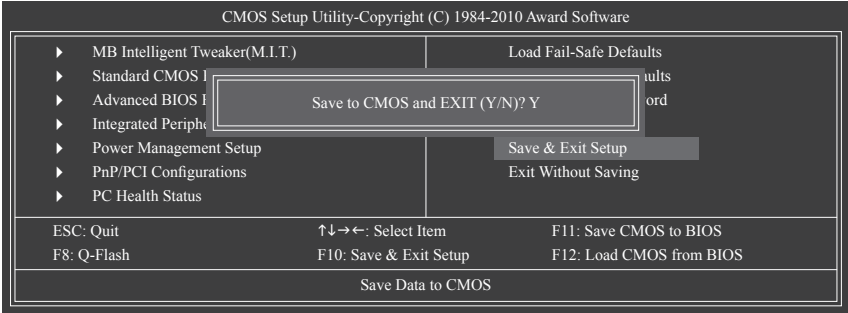 CMOS Setup Utility-Copyright (C) 1984-2010 Award Software
MB Intelligent Tweaker(M.I.T.)
Standard CMOS
Advanced BIOS
Integrated
Power Management Setup
PnP/PCI Configurations
PC Health Status
Load Fail-Safe Defaults
Save & Exit Setup
Exit Without Saving
Save to CMOS and EXIT (Y/N)? Y
ESC: Quit ↑↓→←: Select Item F11: Save CMOS to BIOS
F8: Q-Flash F10: Save & Exit Setup F12: Load CMOS from BIOS
Save Data to CMOS